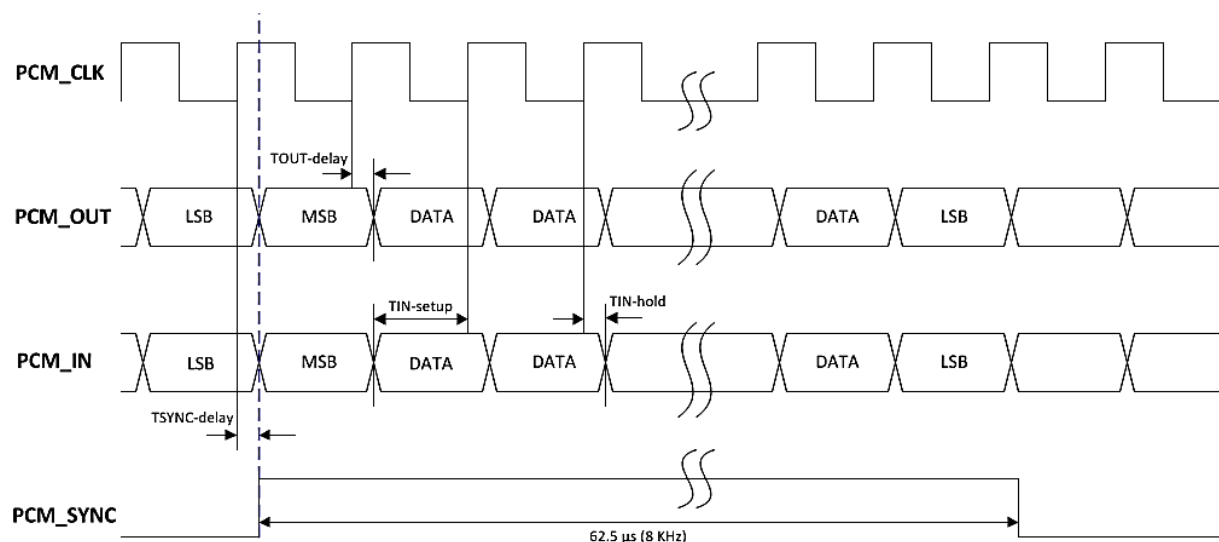 PCM_CLK
TOUT-delay
PCM_OUT LSB MSB DATA DATA DATA LSB
TIN-setup TIN-hold
PCM_IN LSB MSB DATA DATA DATA LSB
TSYNC-delay
PCM_SYNC
62.5 µs (8 KHz)